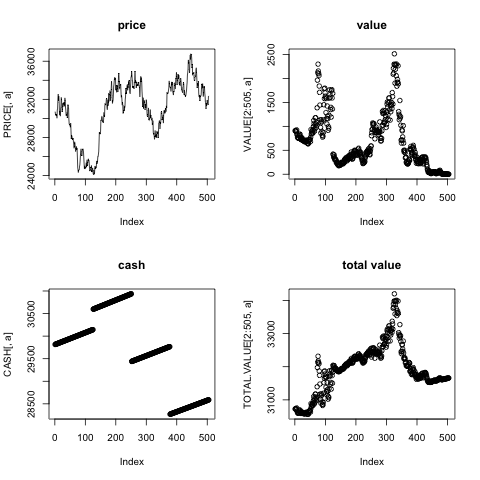 price
PRICE[, a]
24000 28000 32000 36000
0 100 200 300 400 500
Index
value
VALUE[2:505, a]
0 500 1500 2500
0 100 200 300 400 500
Index
cash
CASH[, a]
28500 29500 30500
0 100 200 300 400 500
Index
total value
TOTAL.VALUE[2:505, a]
31000 33000
0 100 200 300 400 500
Index